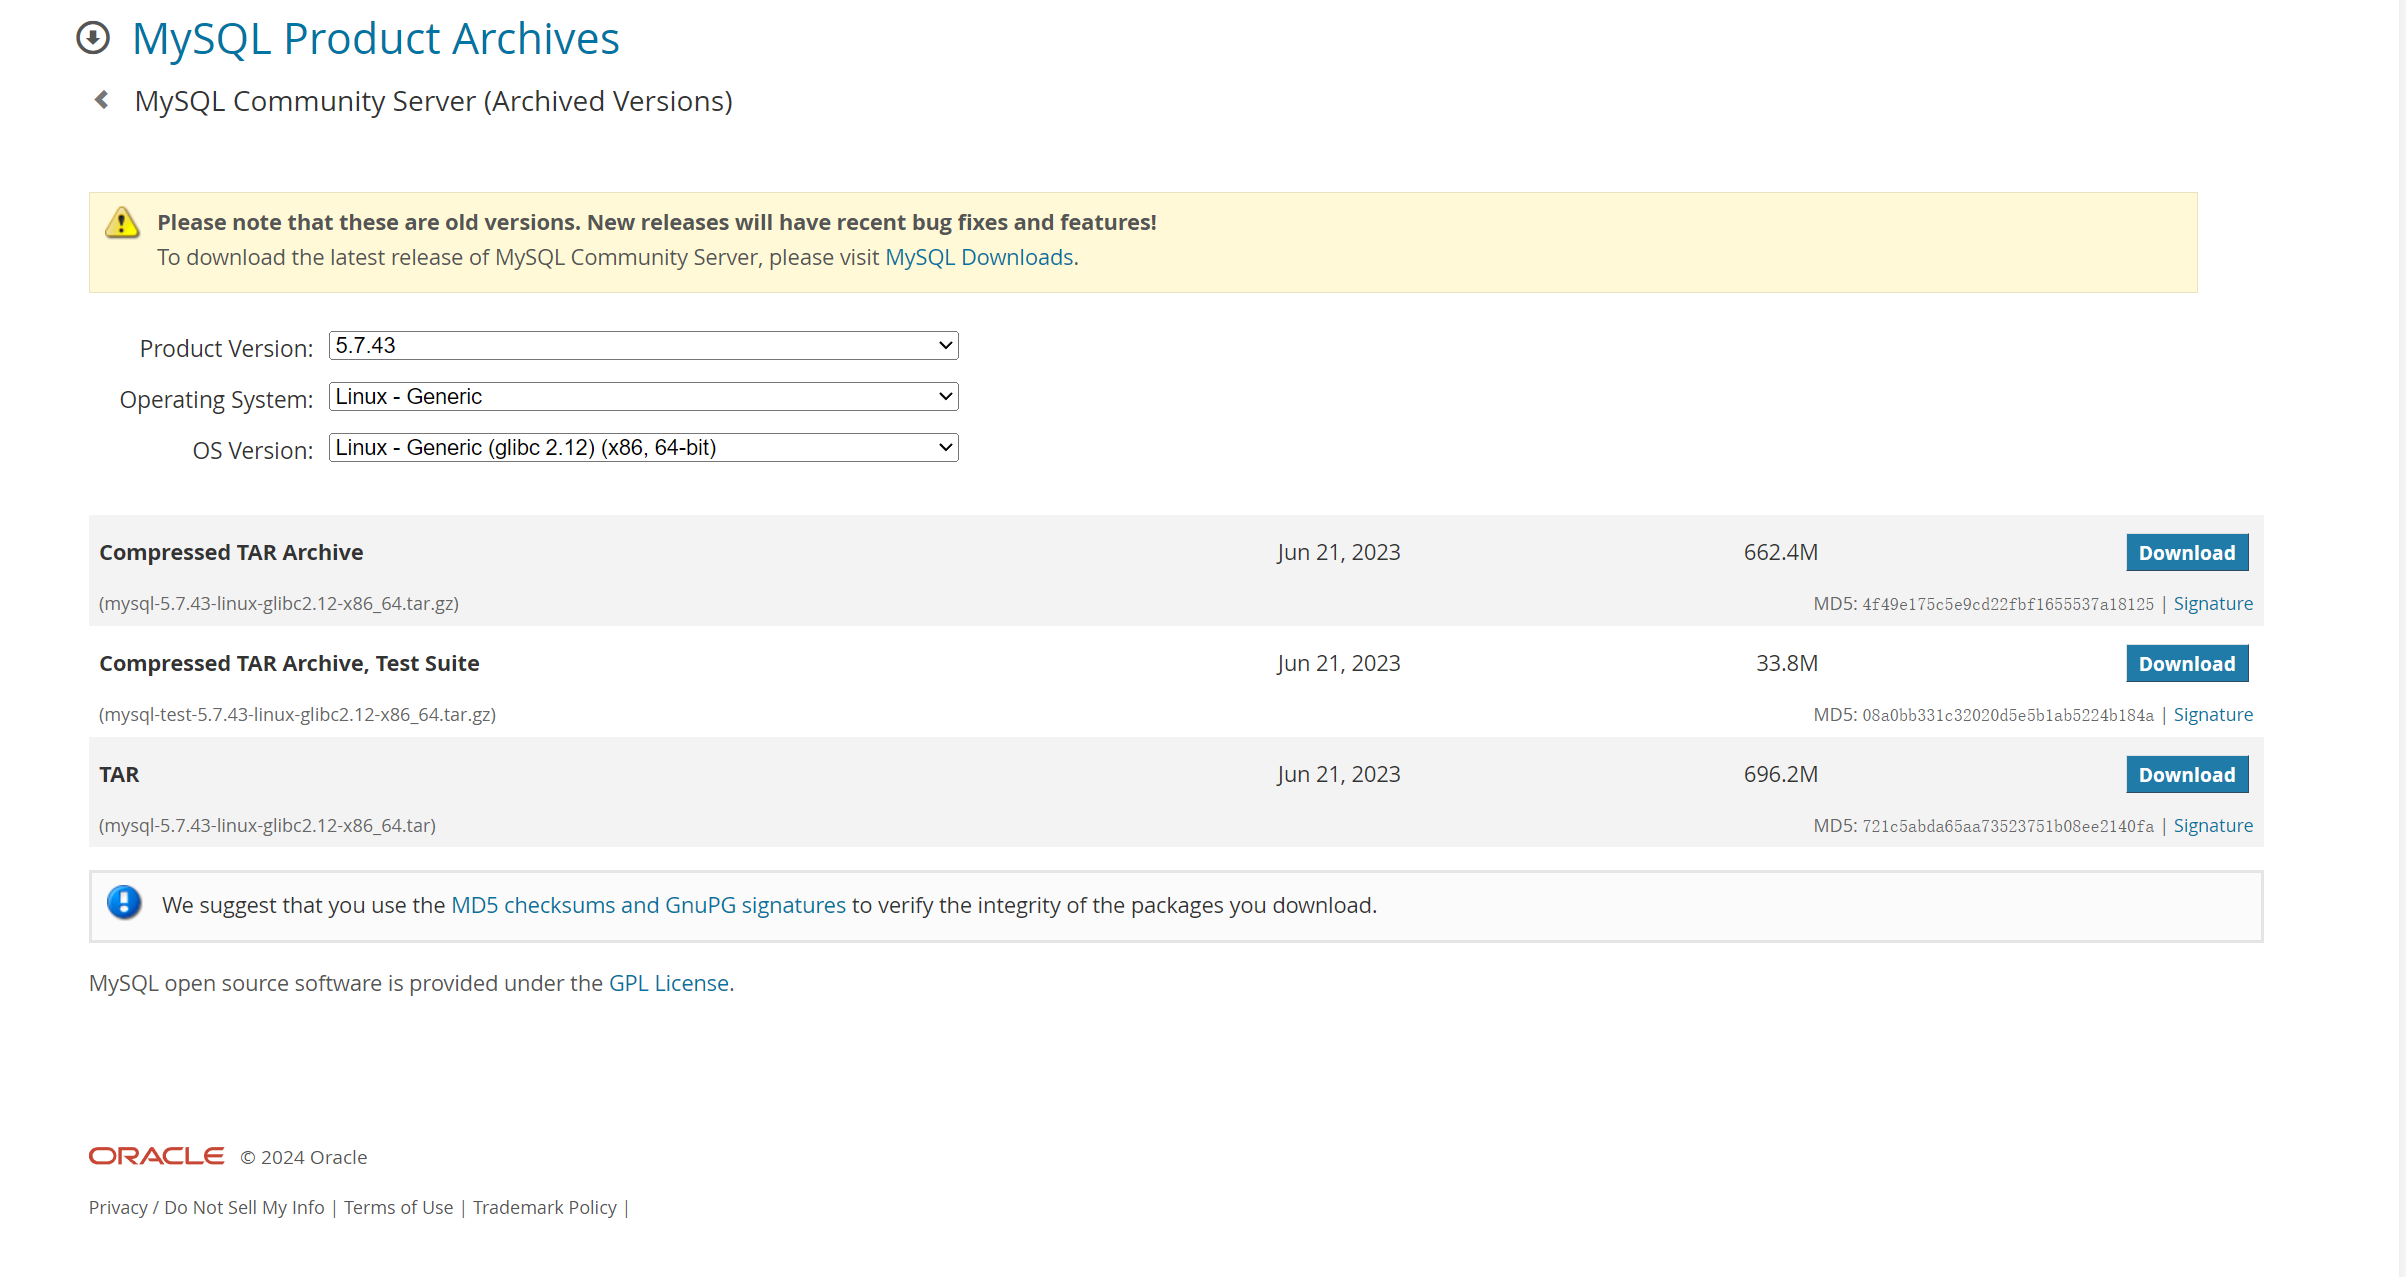 MySQL Product Archives
MySQL Community Server (Archived Versions)
Please note that these are old versions. New releases will have recent bug fixes and features!
To download the latest release of MySQL Community Server, please visit MySQL Downloads.
Product Version: 5.7.43
Operating System: Linux - Generic
OS Version: Linux - Generic (glibc 2.12) (x86, 64-bit)
Compressed TAR Archive Jun 21, 2023 662.4M Download
(mysql-5.7.43-linux-glibc2.12-x86_64.tar.gz) MD5: 4f49e175c5e9cd22fbf1655537a18125 | Signature
Compressed TAR Archive, Test Suite Jun 21, 2023 33.8M Download
(mysql-test-5.7.43-linux-glibc2.12-x86_64.tar.gz) MD5: 08a0bb331c32020d5e5b1ab5224b184a | Signature
TAR Jun 21, 2023 696.2M Download
(mysql-5.7.43-linux-glibc2.12-x86_64.tar) MD5: 721c5abda65aa73523751b08ee2140fa | Signature
We suggest that you use the MD5 checksums and GnuPG signatures to verify the integrity of the packages you download.
MySQL open source software is provided under the GPL License.
ORACLE © 2024 Oracle
Privacy / Do Not Sell My Info | Terms of Use | Trademark Policy |